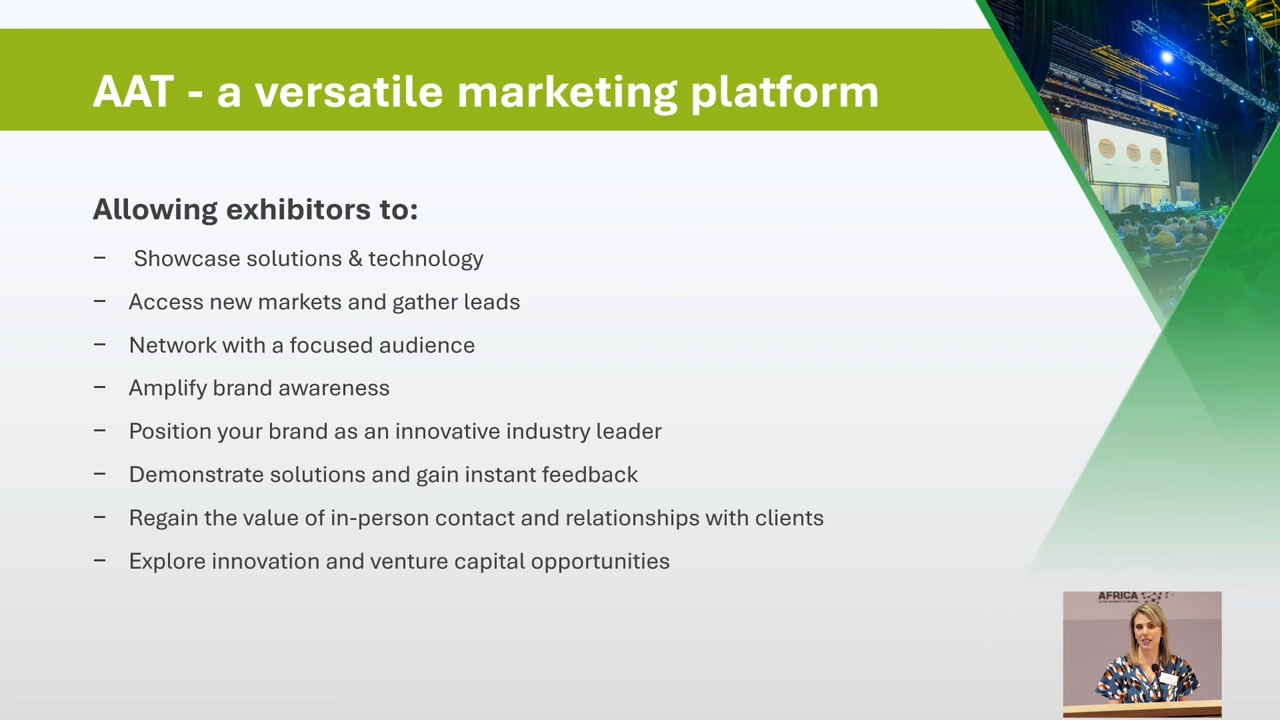 AAT - a versatile marketing platform
Allowing exhibitors to:
– Showcase solutions & technology
– Access new markets and gather leads
– Network with a focused audience
– Amplify brand awareness
– Position your brand as an innovative industry leader
– Demonstrate solutions and gain instant feedback
– Regain the value of in-person contact and relationships with clients
– Explore innovation and venture capital opportunities
AFRICA